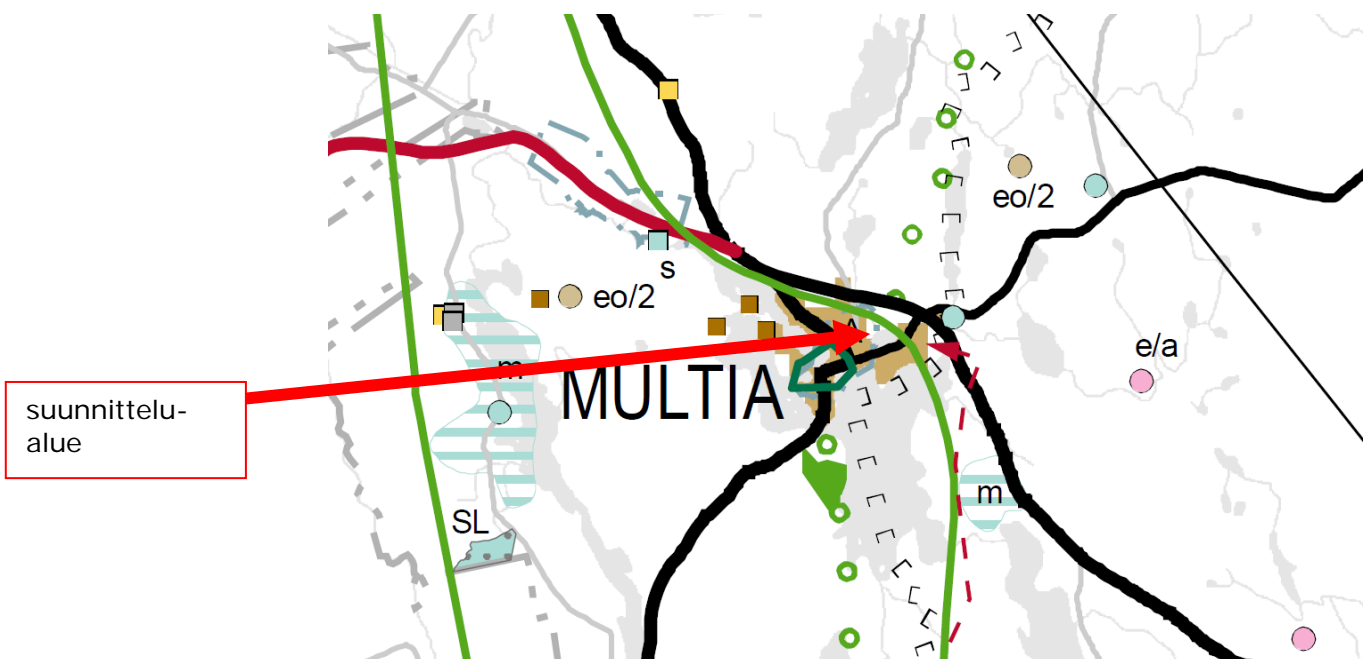 eo/2
s
eo/2
A
e/a
m
MULTIA
suunnittelu-
alue
m
SL